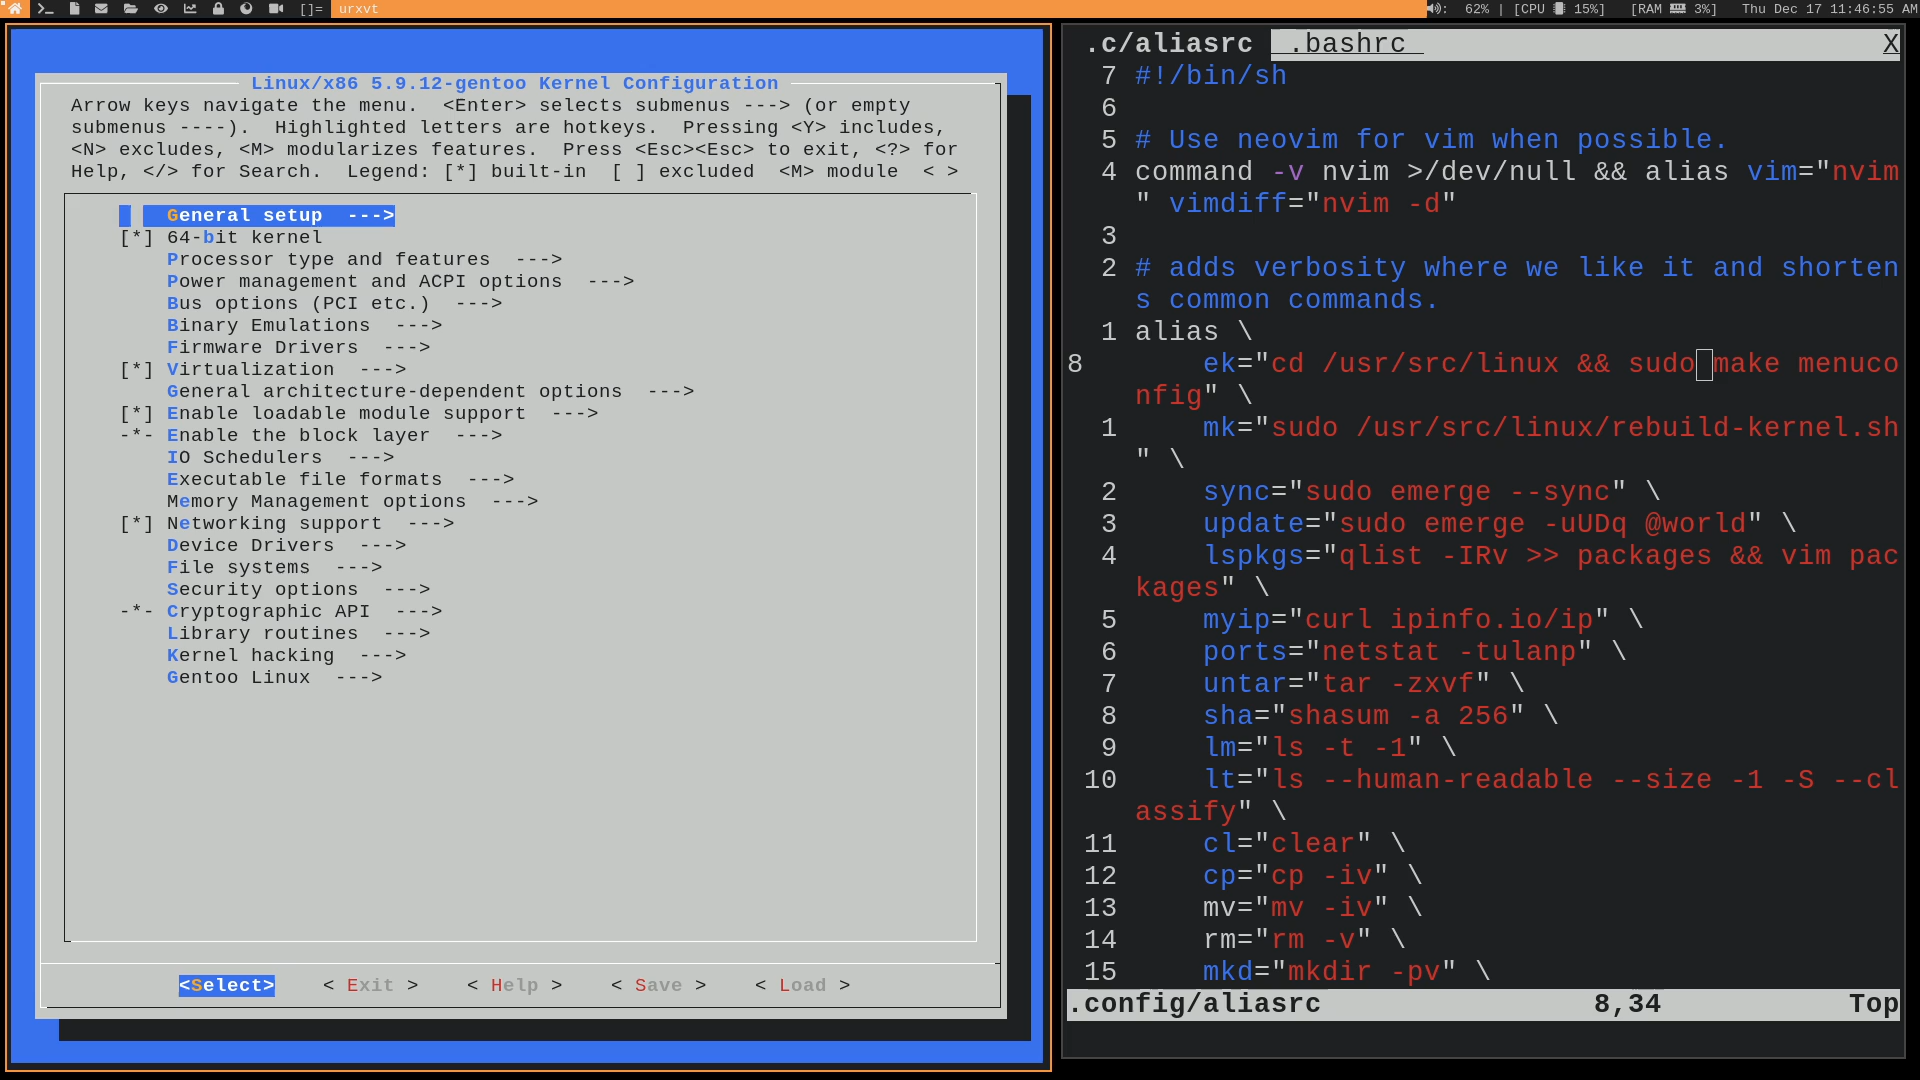 []= urxvt 62% | [CPU 15%] [RAM 3%] Thu Dec 17 11:46:55 AM
Linux/x86 5.9.12-gentoo Kernel Configuration
Arrow keys navigate the menu.  <Enter> selects submenus ---> (or empty
submenus ----).  Highlighted letters are hotkeys.  Pressing <Y> includes,
<N> excludes, <M> modularizes features.  Press <Esc><Esc> to exit, <?> for
Help, </> for Search.  Legend: [*] built-in  [ ] excluded  <M> module  < >
General setup  --->
[*] 64-bit kernel
Processor type and features  --->
Power management and ACPI options  --->
Bus options (PCI etc.)  --->
Binary Emulations  --->
Firmware Drivers  --->
[*] Virtualization  --->
General architecture-dependent options  --->
[*] Enable loadable module support  --->
-*- Enable the block layer  --->
IO Schedulers  --->
Executable file formats  --->
Memory Management options  --->
[*] Networking support  --->
Device Drivers  --->
File systems  --->
Security options  --->
-*- Cryptographic API  --->
Library routines  --->
Kernel hacking  --->
Gentoo Linux  --->
<Select>    < Exit >    < Help >    < Save >    < Load >
.c/aliasrc  .bashrc  X
7 #!/bin/sh
6
5 # Use neovim for vim when possible.
4 command -v nvim >/dev/null && alias vim="nvim
" vimdiff="nvim -d"
3
2 # adds verbosity where we like it and shorten
s common commands.
1 alias \
8 ek="cd /usr/src/linux && sudo make menuco
nfig" \
1 mk="sudo /usr/src/linux/rebuild-kernel.sh
" \
2 sync="sudo emerge --sync" \
3 update="sudo emerge -uUDq @world" \
4 lspkgs="qlist -IRv >> packages && vim pac
kages" \
5 myip="curl ipinfo.io/ip" \
6 ports="netstat -tulanp" \
7 untar="tar -zxvf" \
8 sha="shasum -a 256" \
9 lm="ls -t -1" \
10 lt="ls --human-readable --size -1 -S --cl
assify" \
11 cl="clear" \
12 cp="cp -iv" \
13 mv="mv -iv" \
14 rm="rm -v" \
15 mkd="mkdir -pv" \
.config/aliasrc 8,34 Top